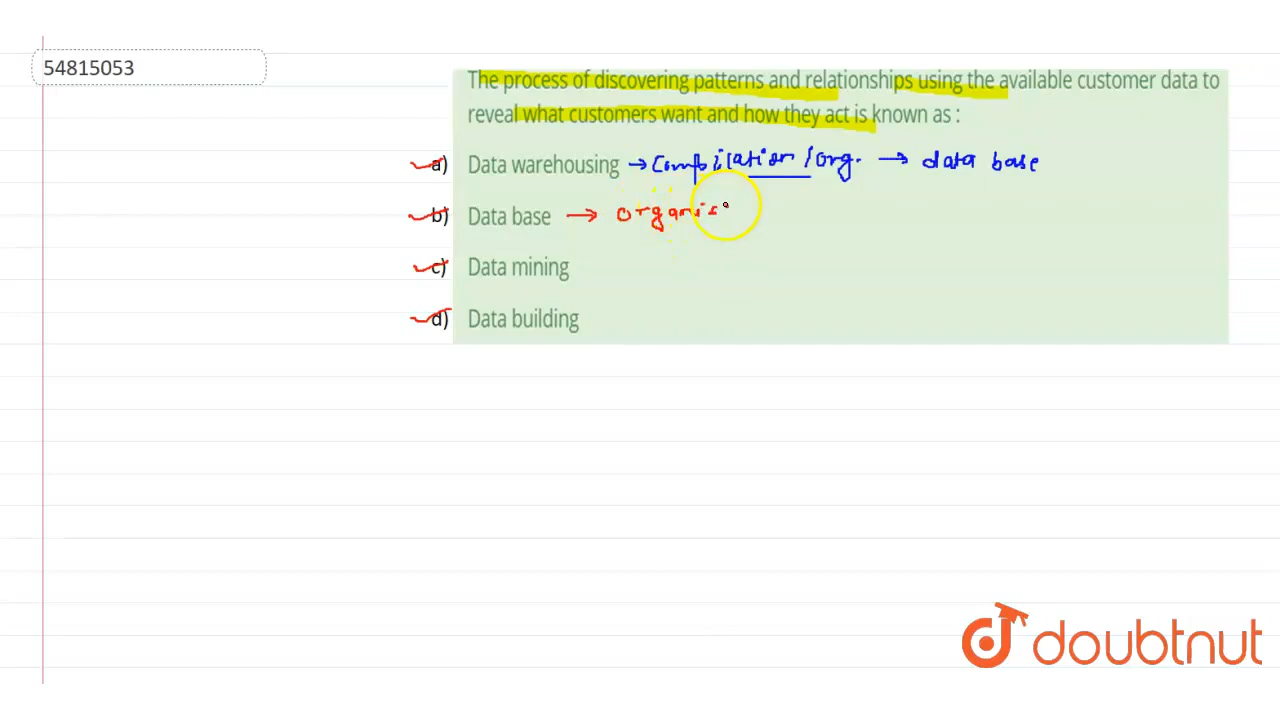 54815053
The process of discovering patterns and relationships using the available customer data to
reveal what customers want and how they act is known as :
a) Data warehousing → Compilation / org. → data base
b) Data base → organis
c) Data mining
d) Data building
doubtnut